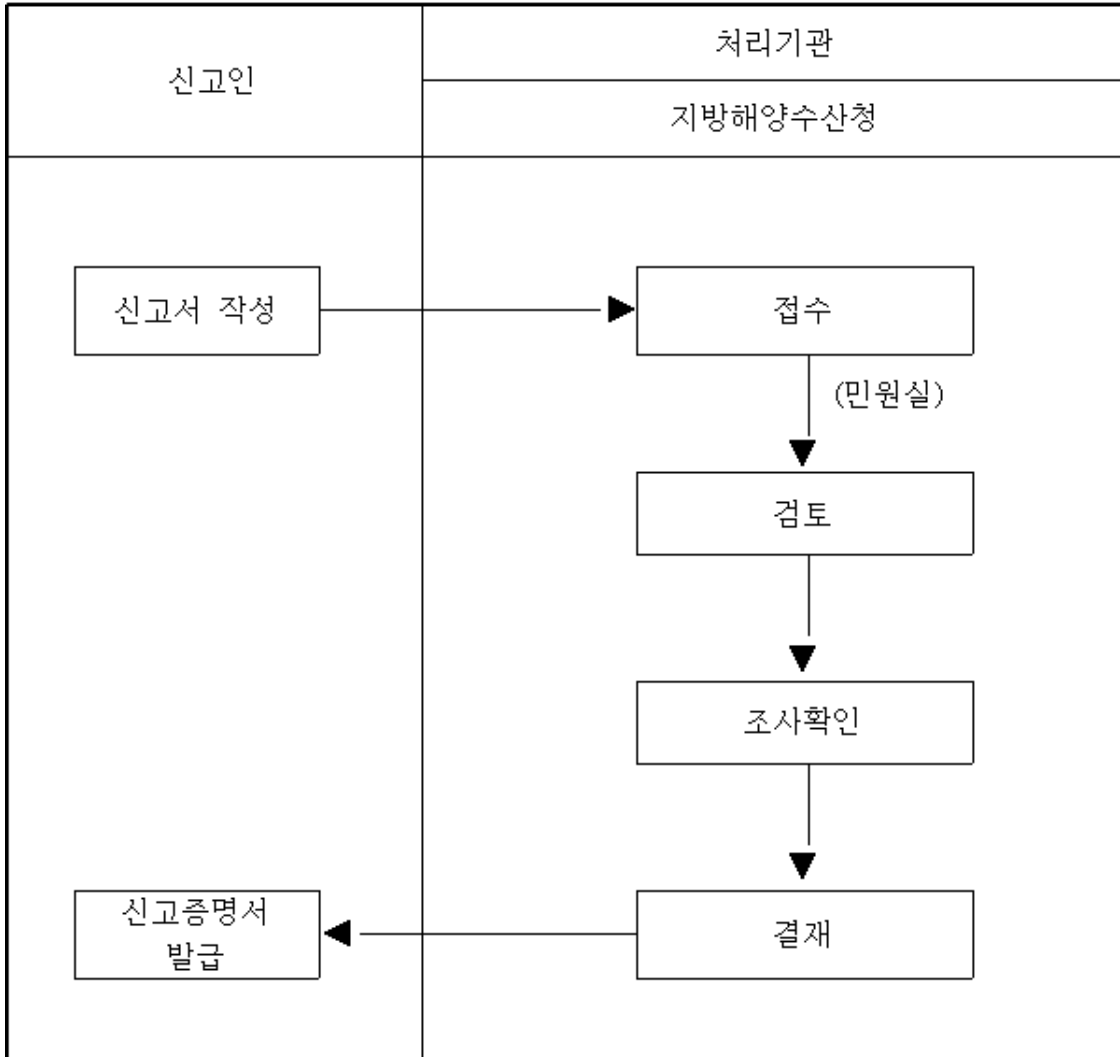 신고인
처리기관
지방해양수산청
신고서 작성
접수
(민원실)
검토
조사확인
결재
신고증명서
발급